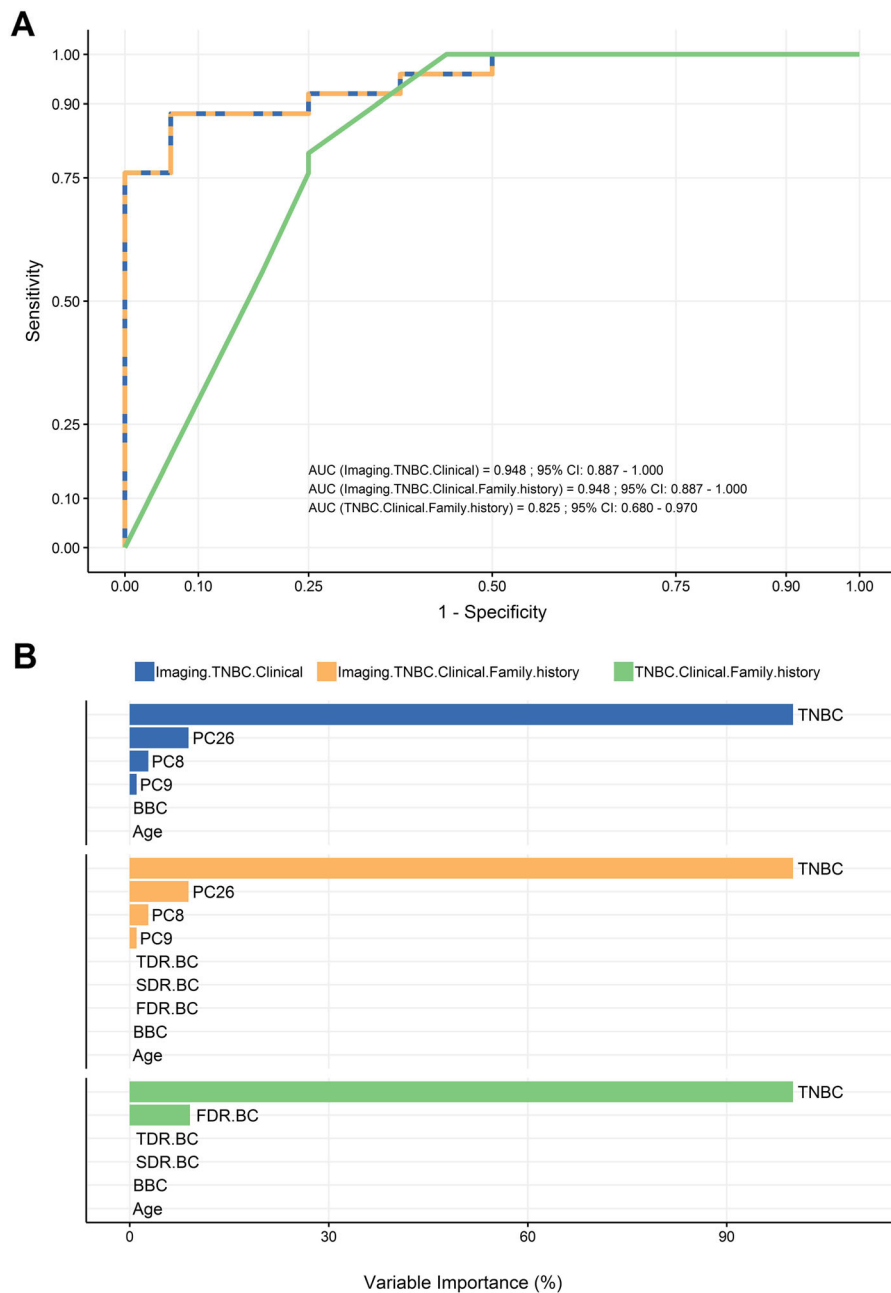 A
1.00
0.90
0.75
0.50
0.25
0.10
0.00
Sensitivity
AUC (Imaging.TNBC.Clinical) = 0.948 ; 95% CI: 0.887 - 1.000
AUC (Imaging.TNBC.Clinical.Family.history) = 0.948 ; 95% CI: 0.887 - 1.000
AUC (TNBC.Clinical.Family.history) = 0.825 ; 95% CI: 0.680 - 0.970
0.00 0.10 0.25 0.50 0.75 0.90 1.00
1 - Specificity
B
Imaging.TNBC.Clinical Imaging.TNBC.Clinical.Family.history TNBC.Clinical.Family.history
TNBC
PC26
PC8
PC9
BBC
Age
TNBC
PC26
PC8
PC9
TDR.BC
SDR.BC
FDR.BC
BBC
Age
TNBC
FDR.BC
TDR.BC
SDR.BC
BBC
Age
0 30 60 90
Variable Importance (%)